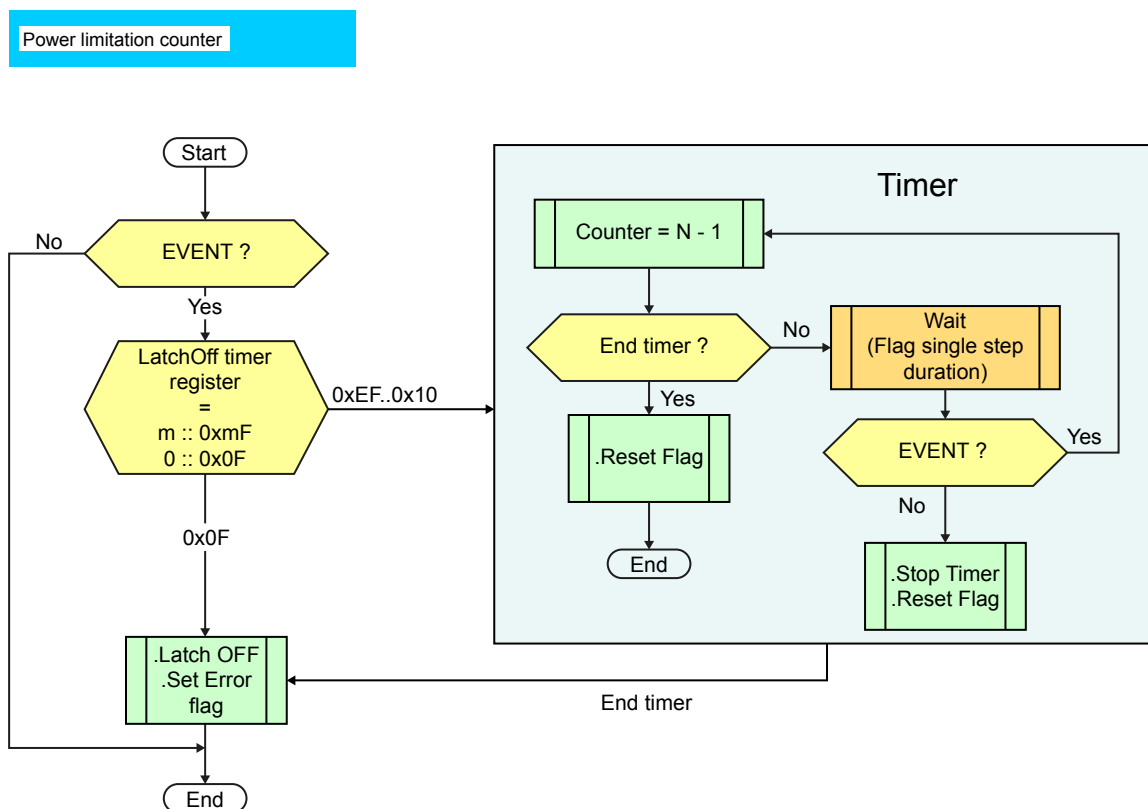 Power limitation counter
Start
Timer
Counter = N - 1
No
EVENT ?
Yes
End timer ?
No
Wait
(Flag single step
duration)
LatchOff timer
register
=
m :: 0xmF
0 :: 0x0F
0xEF..0x10
Yes
.Reset Flag
EVENT ?
Yes
No
0x0F
End
.Stop Timer
.Reset Flag
.Latch OFF
.Set Error
flag
End timer
End